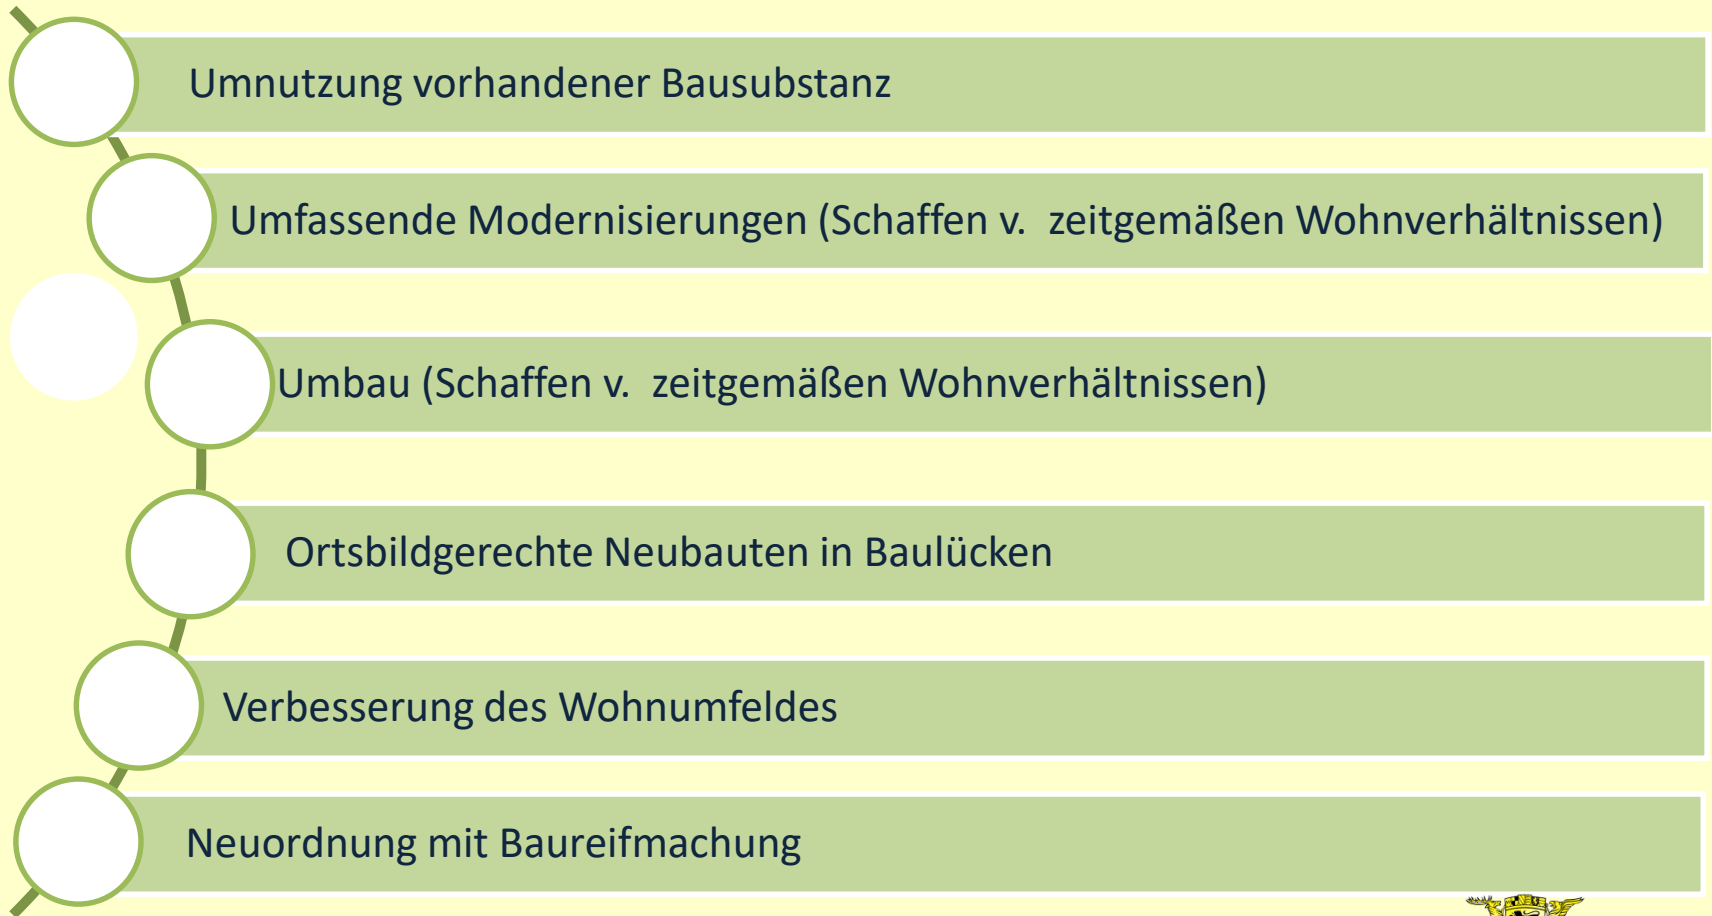 Umnutzung vorhandener Bausubstanz
Umfassende Modernisierungen (Schaffen v.  zeitgemäßen Wohnverhältnissen)
Umbau (Schaffen v.  zeitgemäßen Wohnverhältnissen)
Ortsbildgerechte Neubauten in Baulücken
Verbesserung des Wohnumfeldes
Neuordnung mit Baureifmachung